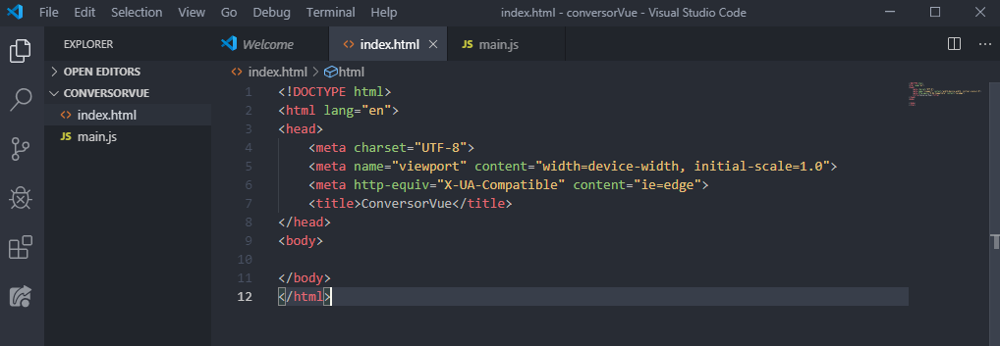 File Edit Selection View Go Debug Terminal Help index.html - conversorVue - Visual Studio Code
EXPLORER
OPEN EDITORS
CONVERSORVUE
index.html
JS main.js
Welcome index.html JS main.js
index.html > html
1 <!DOCTYPE html>
2 <html lang="en">
3 <head>
4     <meta charset="UTF-8">
5     <meta name="viewport" content="width=device-width, initial-scale=1.0">
6     <meta http-equiv="X-UA-Compatible" content="ie=edge">
7     <title>ConversorVue</title>
8 </head>
9 <body>
10
11 </body>
12 </html>